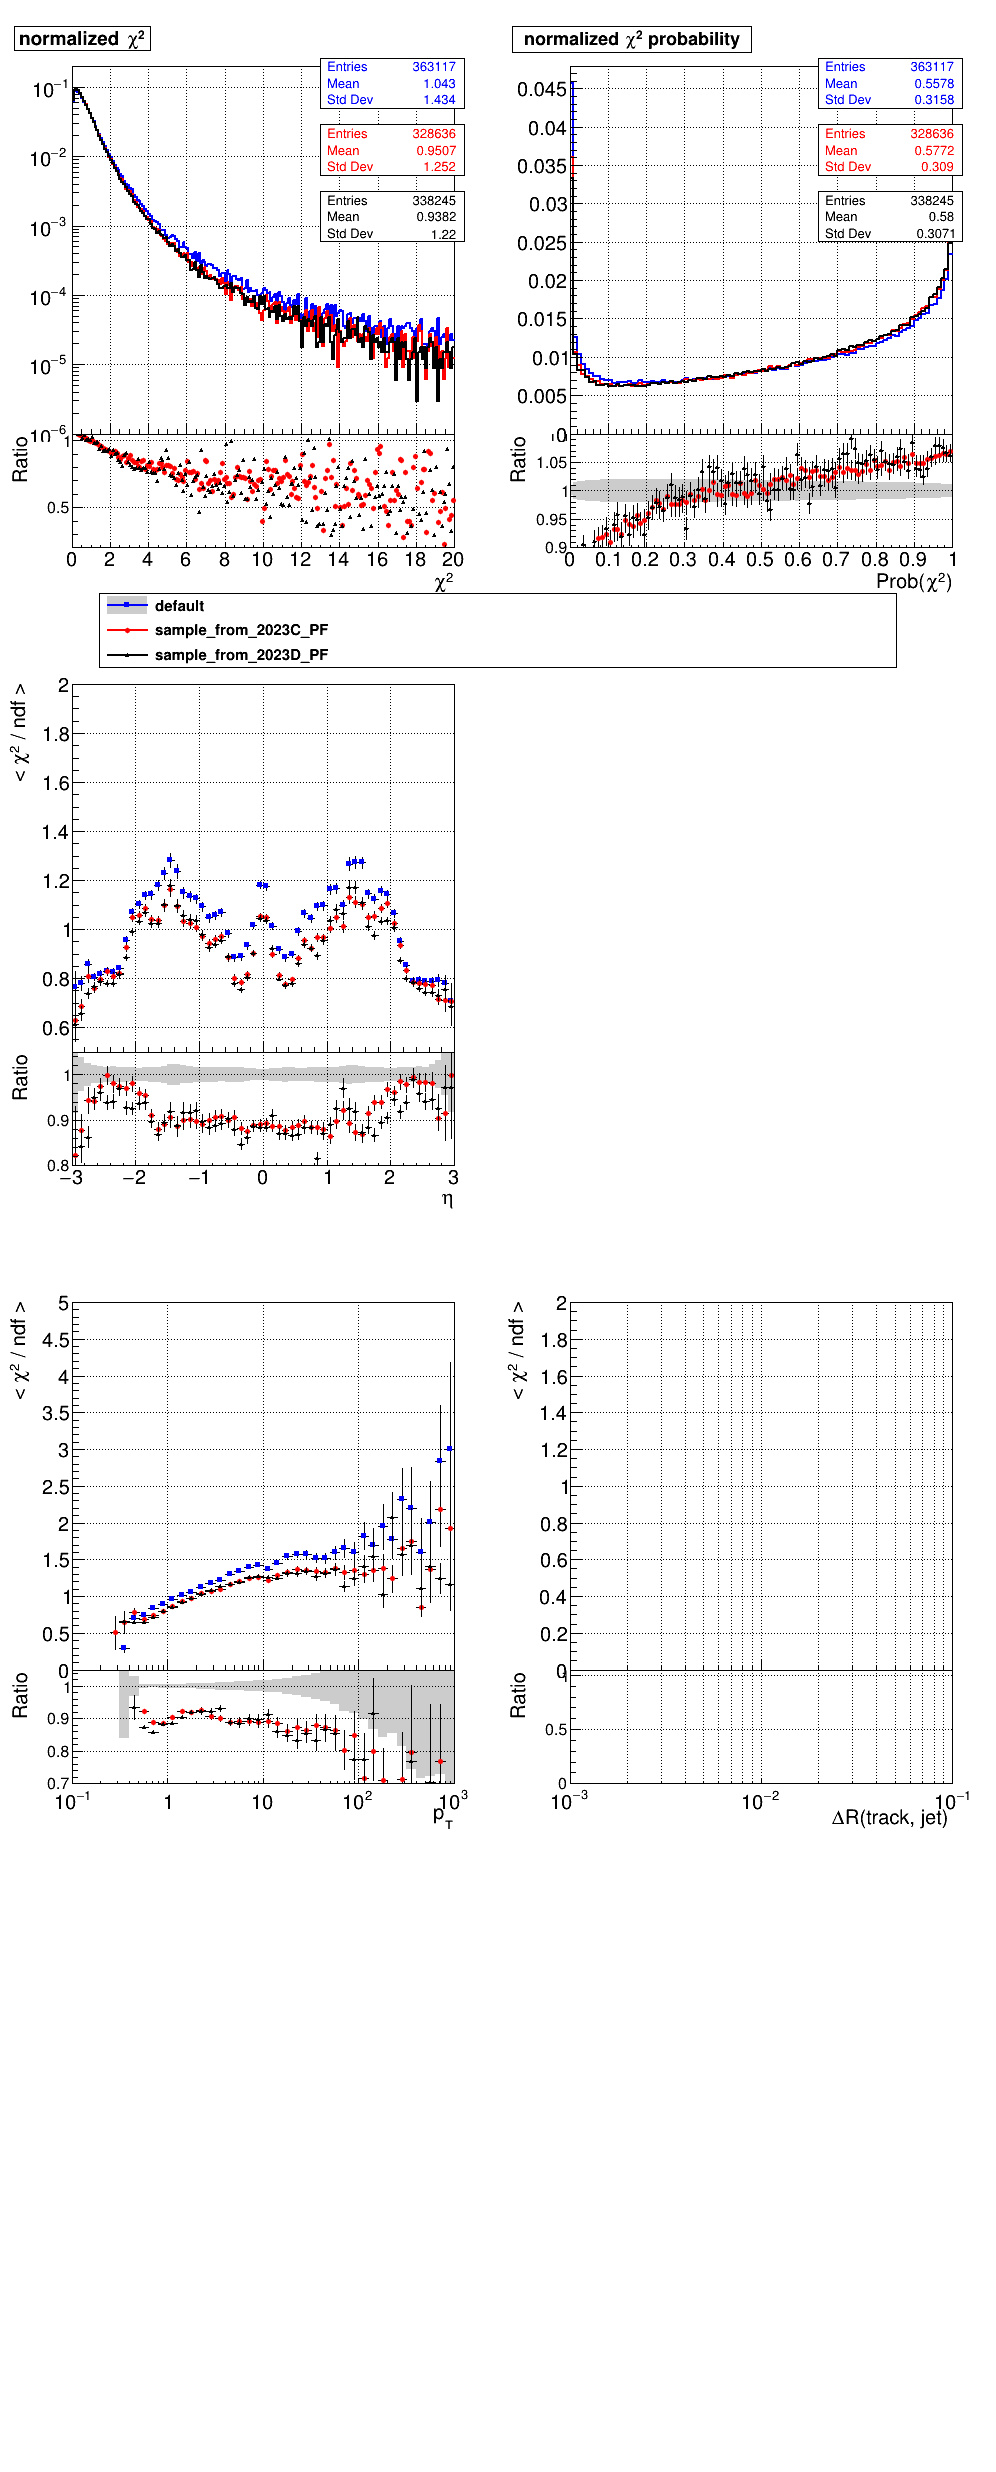 normalized χ²
normalized χ² probability
Entries 363117
Mean 1.043
Std Dev 1.434
Entries 328636
Mean 0.9507
Std Dev 1.252
Entries 338245
Mean 0.9382
Std Dev 1.22
10⁻¹
10⁻²
10⁻³
10⁻⁴
10⁻⁵
10⁻⁶
Ratio
1
0.5
0 2 4 6 8 10 12 14 16 18 20
χ²
Entries 363117
Mean 0.5578
Std Dev 0.3158
Entries 328636
Mean 0.5772
Std Dev 0.309
Entries 338245
Mean 0.58
Std Dev 0.3071
0.045
0.04
0.035
0.03
0.025
0.02
0.015
0.01
0.005
0
Ratio
1.05
1
0.95
0.9
0 0.1 0.2 0.3 0.4 0.5 0.6 0.7 0.8 0.9 1
Prob(χ²)
default
sample_from_2023C_PF
sample_from_2023D_PF
< χ² / ndf >
2
1.8
1.6
1.4
1.2
1
0.8
0.6
Ratio
1
0.9
0.8
−3 −2 −1 0 1 2 3
η
< χ² / ndf >
5
4.5
4
3.5
3
2.5
2
1.5
1
0.5
0
Ratio
1
0.9
0.8
0.7
10⁻¹ 1 10 10² 10³
p_T
< χ² / ndf >
2
1.8
1.6
1.4
1.2
1
0.8
0.6
0.4
0.2
0
Ratio
1
0.5
0
10⁻³ 10⁻² 10⁻¹
ΔR(track, jet)